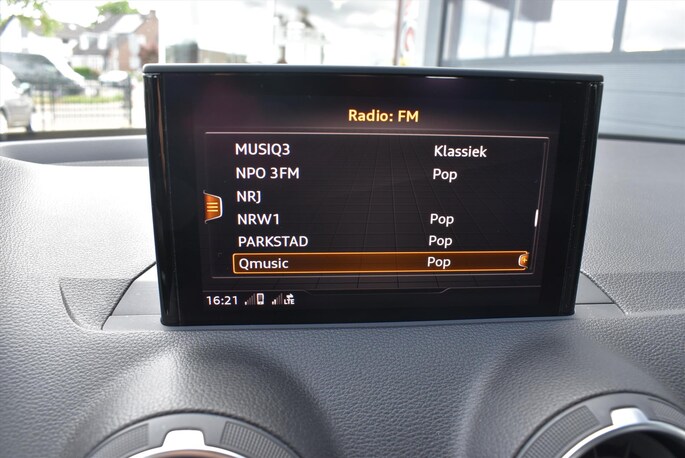 Radio: FM
MUSIQ3 Klassiek
NPO 3FM Pop
NRJ
NRW1 Pop
PARKSTAD Pop
Qmusic Pop
16:21 LTE